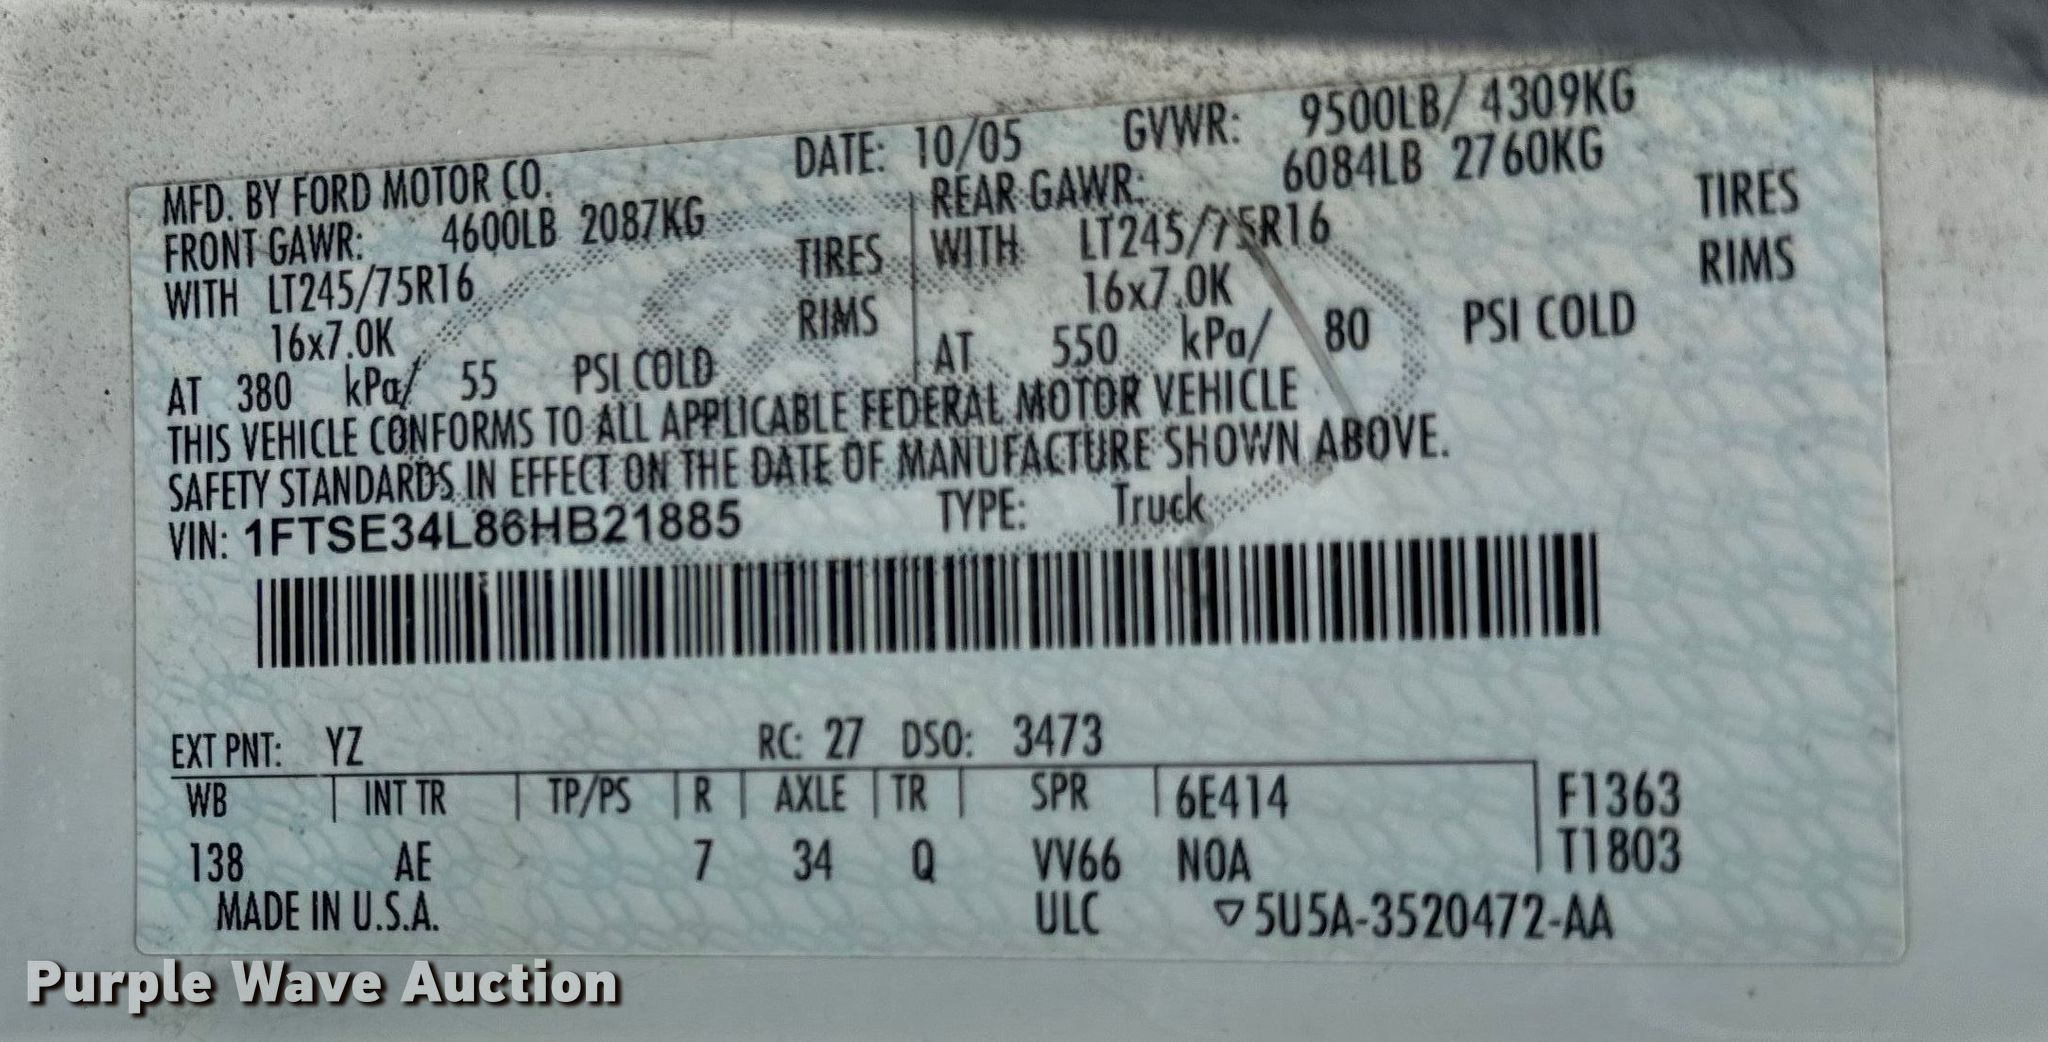 MFD. BY FORD MOTOR CO. DATE: 10/05 GVWR: 9500LB/ 4309KG
FRONT GAWR: 4600LB 2087KG REAR GAWR: 6084LB 2760KG
WITH LT245/75R16 TIRES WITH LT245/75R16 TIRES
16x7.0K RIMS 16x7.0K RIMS
AT 380 kPa/ 55 PSI COLD AT 550 kPa/ 80 PSI COLD
THIS VEHICLE CONFORMS TO ALL APPLICABLE FEDERAL MOTOR VEHICLE
SAFETY STANDARDS IN EFFECT ON THE DATE OF MANUFACTURE SHOWN ABOVE.
VIN: 1FTSE34L86HB21885 TYPE: Truck
EXT PNT: YZ RC: 27 DSO: 3473
WB INT TR TP/PS R AXLE TR SPR 6E414 F1363
138 AE 7 34 Q VV66 NOA T1803
MADE IN U.S.A. ULC ▽5U5A-3520472-AA
Purple Wave Auction